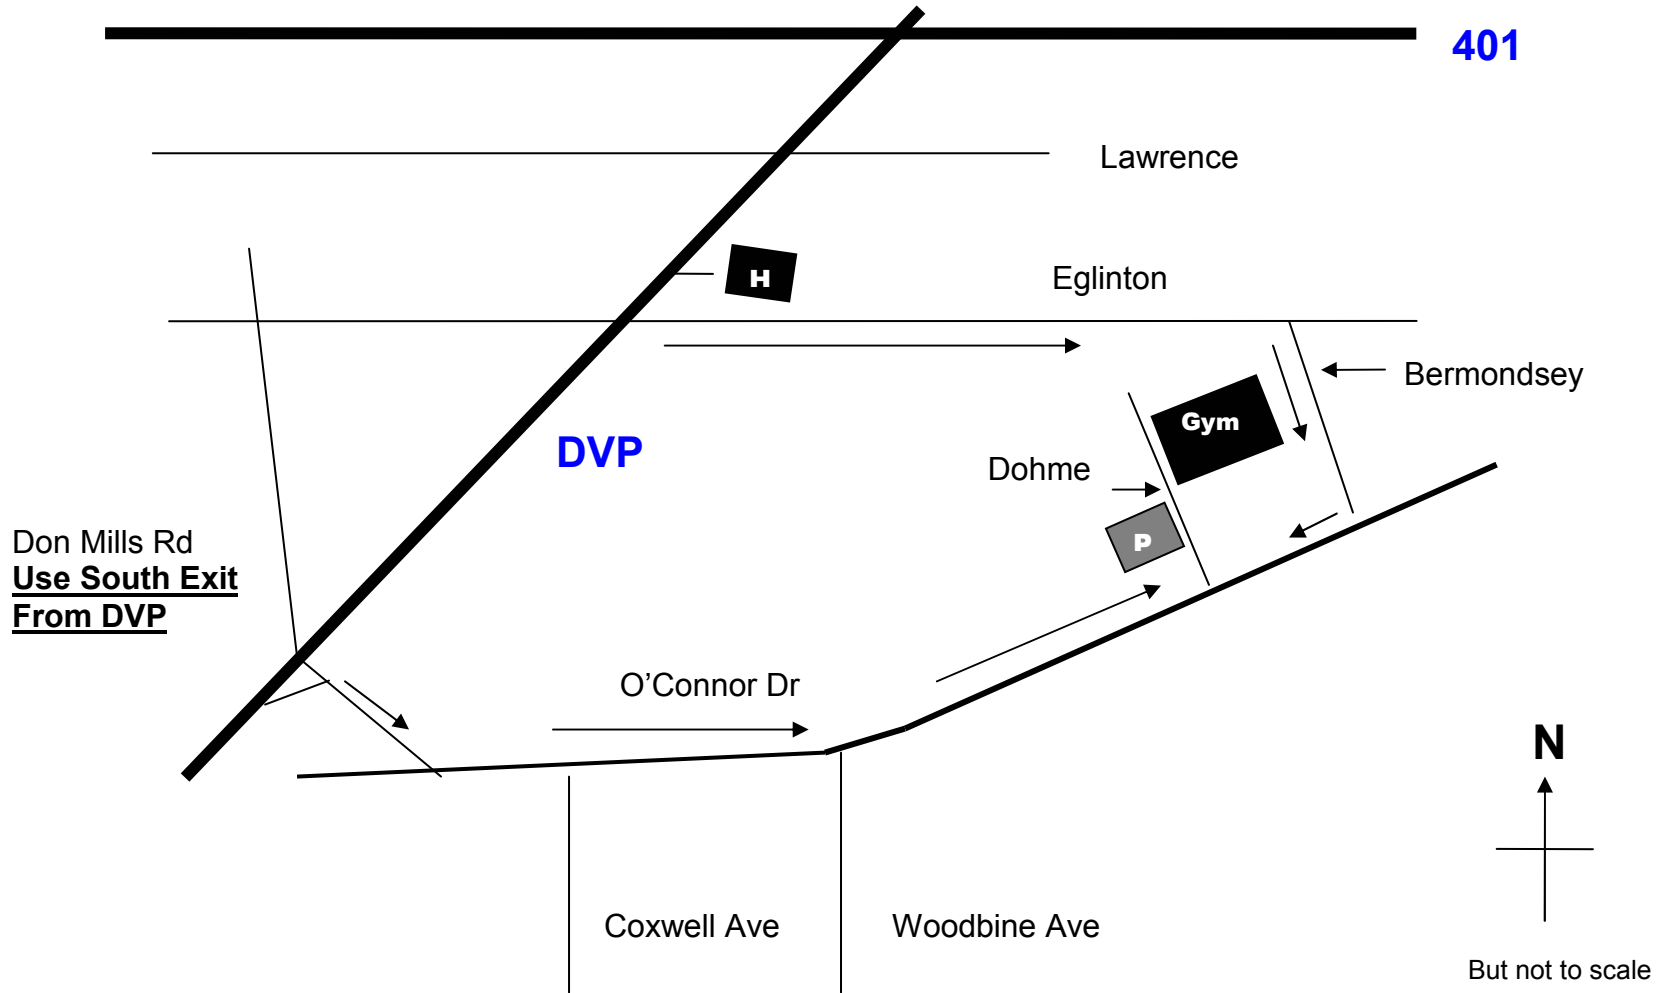 401
Lawrence
H
Eglinton
Bermondsey
Gym
DVP
Dohme
Don Mills Rd
Use South Exit
From DVP
P
O’Connor Dr
N
Coxwell Ave
Woodbine Ave
But not to scale